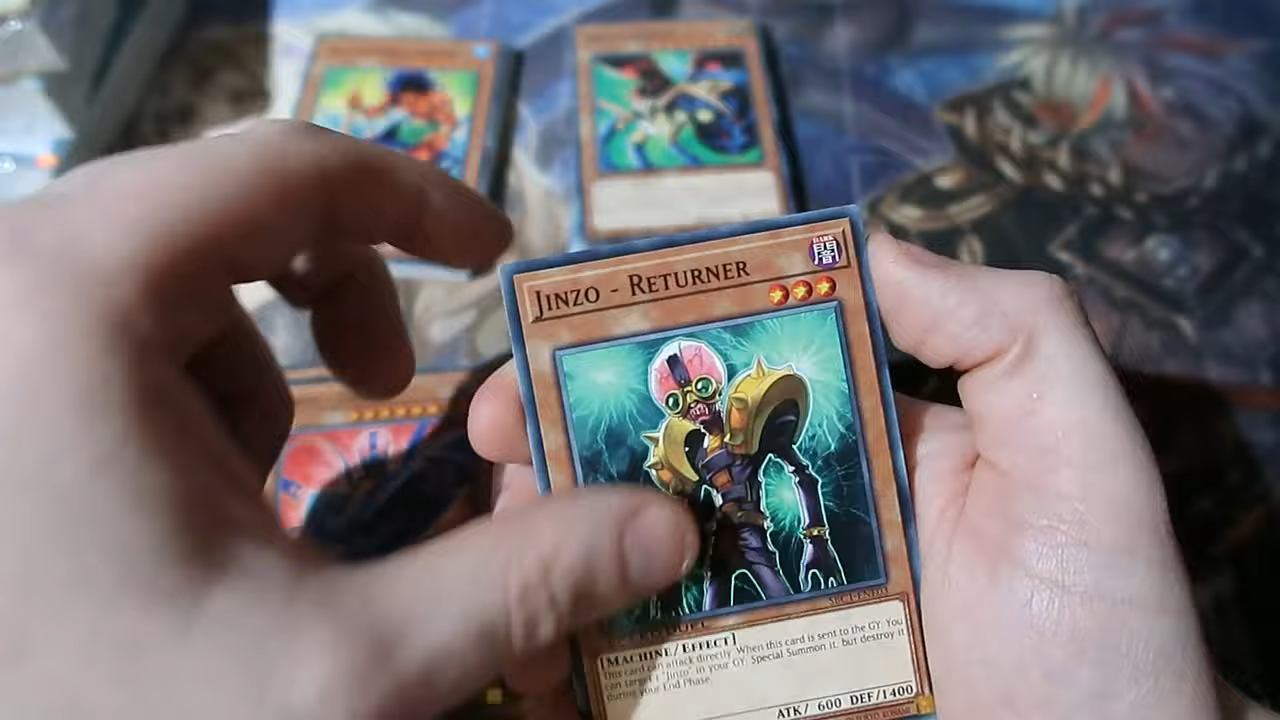 JINZO - RETURNER
DARK
闇
[MACHINE/EFFECT]
This card can attack directly. When this card is sent to the GY: You
can target 1 "Jinzo" in your GY; Special Summon it, but destroy it
during your End Phase.
ATK/ 600 DEF/1400